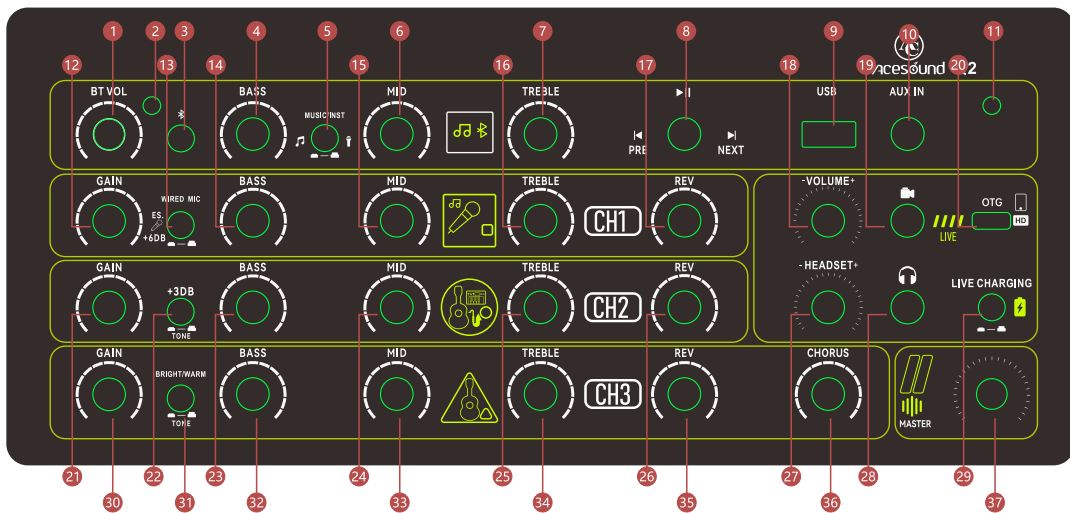 1 2 3 4 5 6 7 8 9 10 11
12 13 14 15 16 17 18 19 20
Acesound 2
BT VOL BASS MUSIC/INST MID TREBLE USB AUX IN
PRE NEXT
GAIN WIRED MIC BASS MID TREBLE REV -VOLUME+ OTG
ES.
+6DB
CH1
HD
LIVE
GAIN +3DB BASS MID TREBLE REV -HEADSET+ LIVE CHARGING
TONE
CH2
GAIN BRIGHT/WARM BASS MID TREBLE REV CHORUS
TONE
CH3
MASTER
21 22 23 24 25 26 27 28 29
30 31 32 33 34 35 36 37